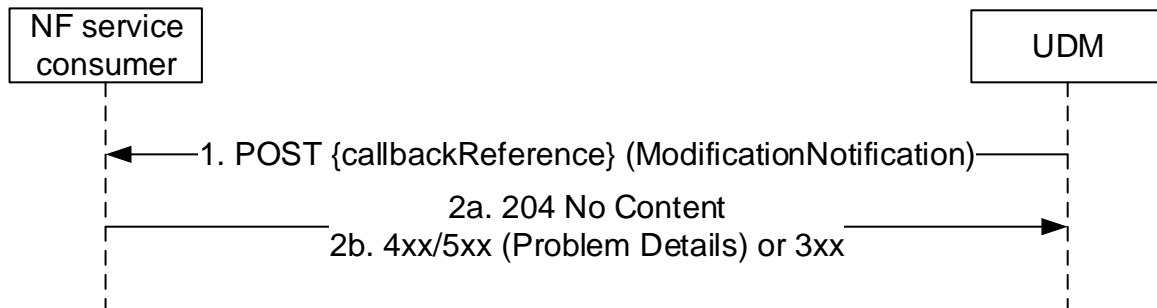 NF service
consumer
UDM
1. POST {callbackReference} (ModificationNotification)
2a. 204 No Content
2b. 4xx/5xx (Problem Details) or 3xx